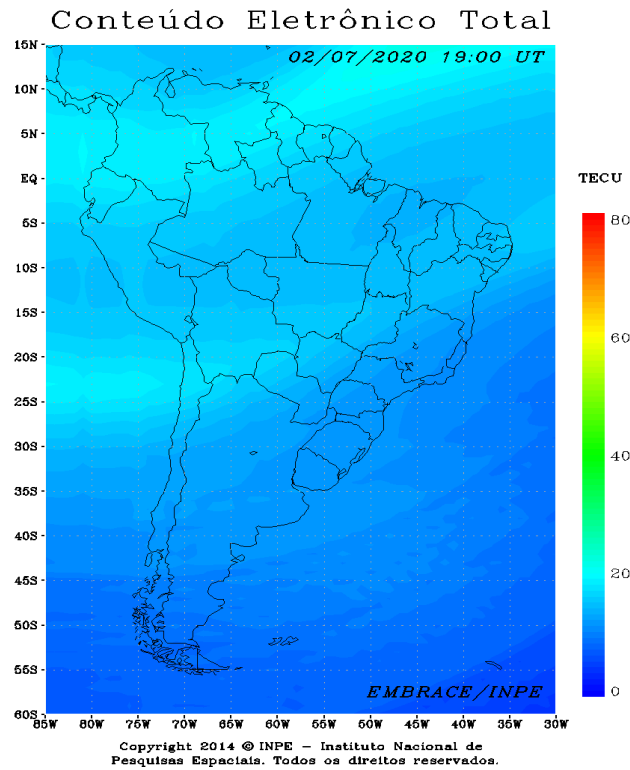 Conteúdo Eletrônico Total
02/07/2020 19:00 UT
15N
10N
5N
EQ
5S
10S
15S
20S
25S
30S
35S
40S
45S
50S
55S
60S
85W 80W 75W 70W 65W 60W 55W 50W 45W 40W 35W 30W
TECU
80
60
40
20
0
EMBRACE/INPE
Copyright 2014 © INPE – Instituto Nacional de
Pesquisas Espaciais. Todos os direitos reservados.